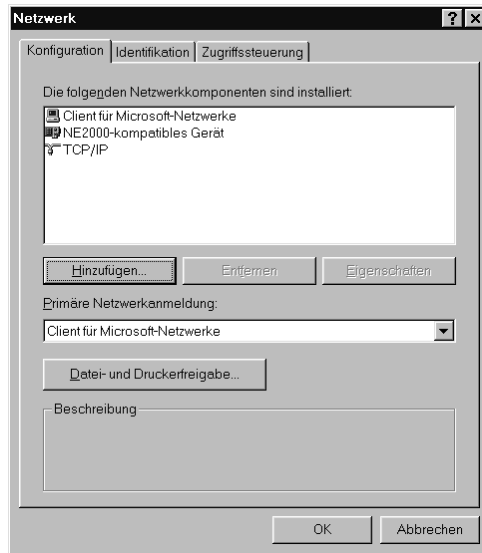 Netzwerk
Konfiguration Identifikation Zugriffssteuerung
Die folgenden Netzwerkkomponenten sind installiert:
Client für Microsoft-Netzwerke
NE2000-kompatibles Gerät
TCP/IP
Hinzufügen... Entfernen Eigenschaften
Primäre Netzwerkanmeldung:
Client für Microsoft-Netzwerke
Datei- und Druckerfreigabe...
Beschreibung
OK Abbrechen